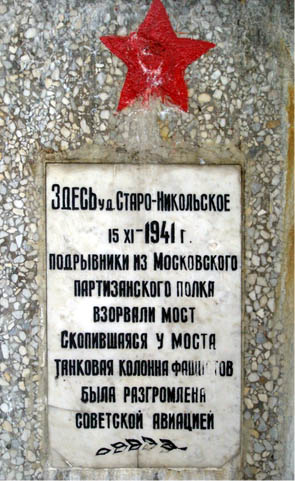 Здесь у д. Старо-Никольское
15 XI-1941 г.
подрывники из Московского
партизанского полка
взорвали мост
Скопившаяся у моста
танковая колонна фашистов
была разгромлена
советской авиацией